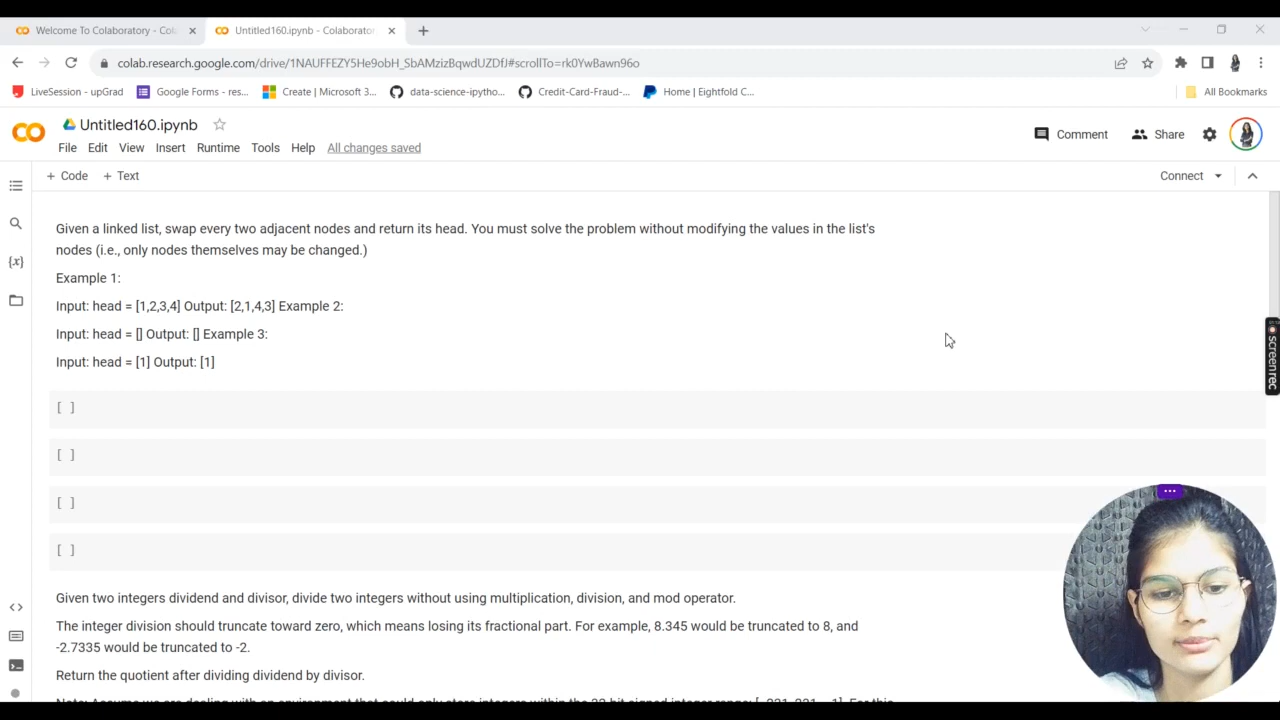 Welcome To Colaboratory - Col
Untitled160.ipynb - Colaborator
colab.research.google.com/drive/1NAUFFEZY5He9obH_SbAMzizBqwdUZDfJ#scrollTo=rk0YwBawn96o
LiveSession - upGrad
Google Forms - res...
Create | Microsoft 3...
data-science-ipytho...
Credit-Card-Fraud-...
Home | Eightfold C...
All Bookmarks
Untitled160.ipynb
Comment
Share
File Edit View Insert Runtime Tools Help All changes saved
+ Code + Text
Connect
Given a linked list, swap every two adjacent nodes and return its head. You must solve the problem without modifying the values in the list's
nodes (i.e., only nodes themselves may be changed.)
Example 1:
Input: head = [1,2,3,4] Output: [2,1,4,3] Example 2:
Input: head = [] Output: [] Example 3:
Input: head = [1] Output: [1]
[ ]
[ ]
[ ]
[ ]
Given two integers dividend and divisor, divide two integers without using multiplication, division, and mod operator.
The integer division should truncate toward zero, which means losing its fractional part. For example, 8.345 would be truncated to 8, and
-2.7335 would be truncated to -2.
Return the quotient after dividing dividend by divisor.
screenrec